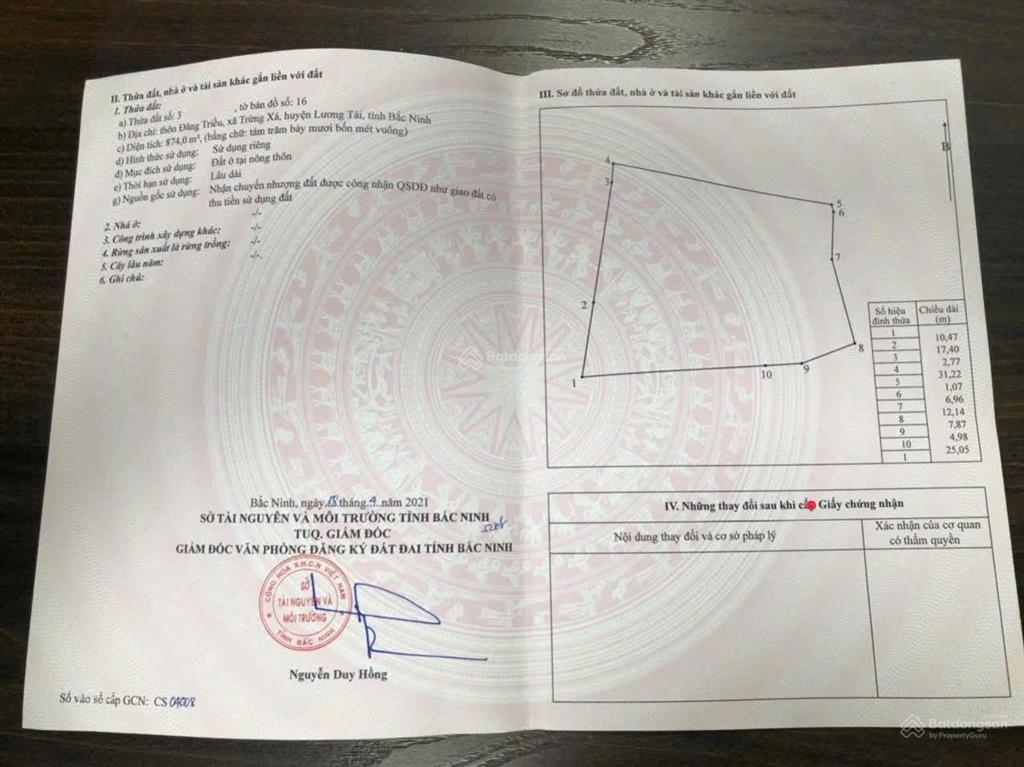 II. Thửa đất, nhà ở và tài sản khác gắn liền với đất
1. Thửa đất:
a) Thửa đất số: 3 , tờ bản đồ số: 16
b) Địa chỉ: thôn Đăng Triều, xã Trừng Xá, huyện Lương Tài, tỉnh Bắc Ninh
c) Diện tích: 874,0 m², (bằng chữ: tám trăm bảy mươi bốn mét vuông)
d) Hình thức sử dụng: Sử dụng riêng
đ) Mục đích sử dụng: Đất ở tại nông thôn
e) Thời hạn sử dụng: Lâu dài
g) Nguồn gốc sử dụng: Nhận chuyển nhượng đất được công nhận QSDĐ như giao đất có
thu tiền sử dụng đất
2. Nhà ở: -/-
3. Công trình xây dựng khác: -/-
4. Rừng sản xuất là rừng trồng: -/-
5. Cây lâu năm: -/-.
6. Ghi chú:
Bắc Ninh, ngày 15 tháng 4 năm 2021
SỞ TÀI NGUYÊN VÀ MÔI TRƯỜNG TỈNH BẮC NINH
TUQ. GIÁM ĐỐC
GIÁM ĐỐC VĂN PHÒNG ĐĂNG KÝ ĐẤT ĐAI TỈNH BẮC NINH
CỘNG HÒA X.H.C.N VIỆT NAM
SỞ
TÀI NGUYÊN VÀ
MÔI TRƯỜNG
TỈNH BẮC NINH
Nguyễn Duy Hồng
Số vào sổ cấp GCN: CS 04008
III. Sơ đồ thửa đất, nhà ở và tài sản khác gắn liền với đất
B
4
3
5
6
7
2
8
1
10
9
Số hiệu đỉnh thửa Chiều dài (m)
1
10,47
2
17,40
3
2,77
4
31,22
5
1,07
6
6,96
7
12,14
8
7,87
9
4,98
10
25,05
1
IV. Những thay đổi sau khi cấp Giấy chứng nhận
Nội dung thay đổi và cơ sở pháp lý
Xác nhận của cơ quan
có thẩm quyền
Batdongsan
by PropertyGuru
Batdongsan
by PropertyGuru